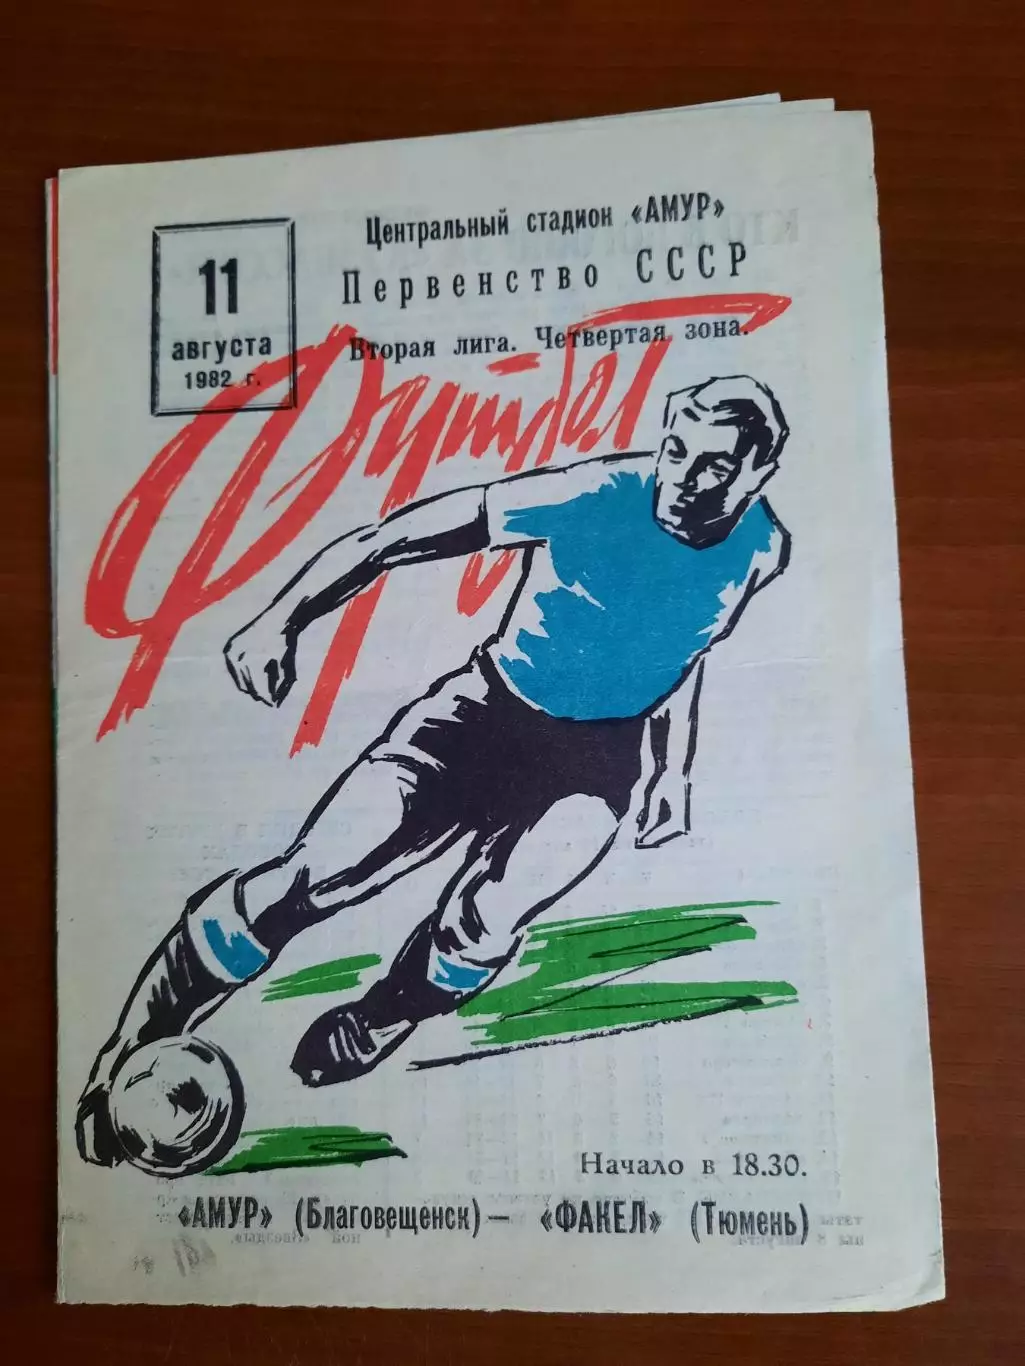 11
августа
1982 г.
Центральный стадион «АМУР»
Первенство СССР
Вторая лига. Четвертая зона.
Футбол
Начало в 18.30.
«АМУР» (Благовещенск) — «ФАКЕЛ» (Тюмень)